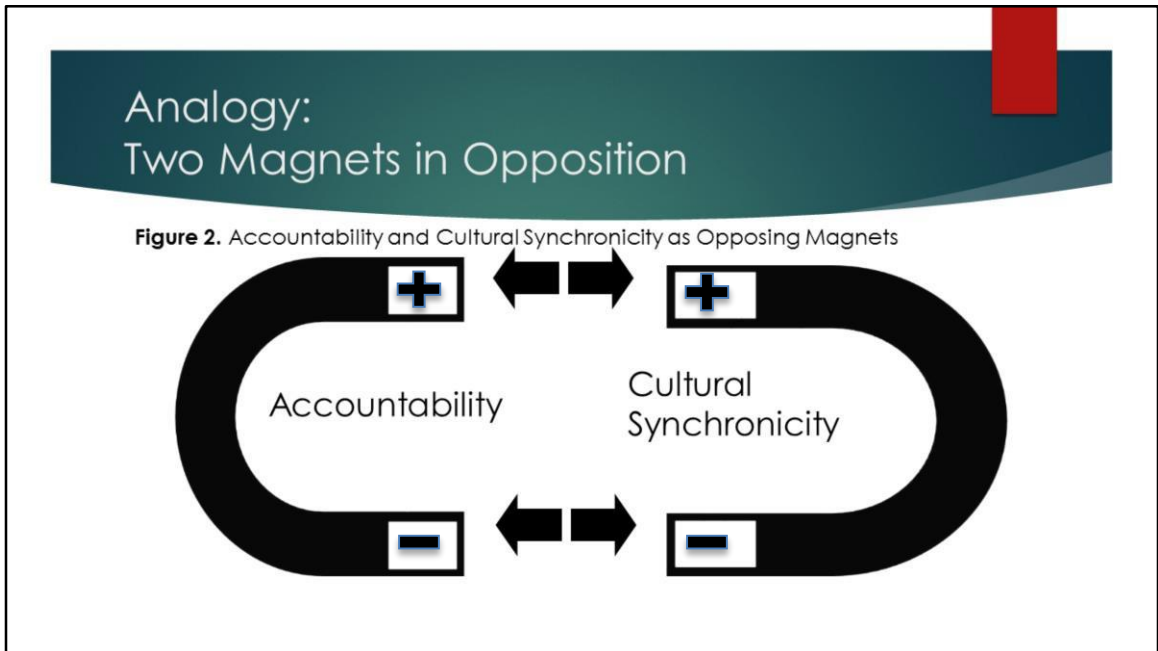 Analogy:
Two Magnets in Opposition
Figure 2. Accountability and Cultural Synchronicity as Opposing Magnets
+ +
Accountability
Cultural
Synchronicity
- -